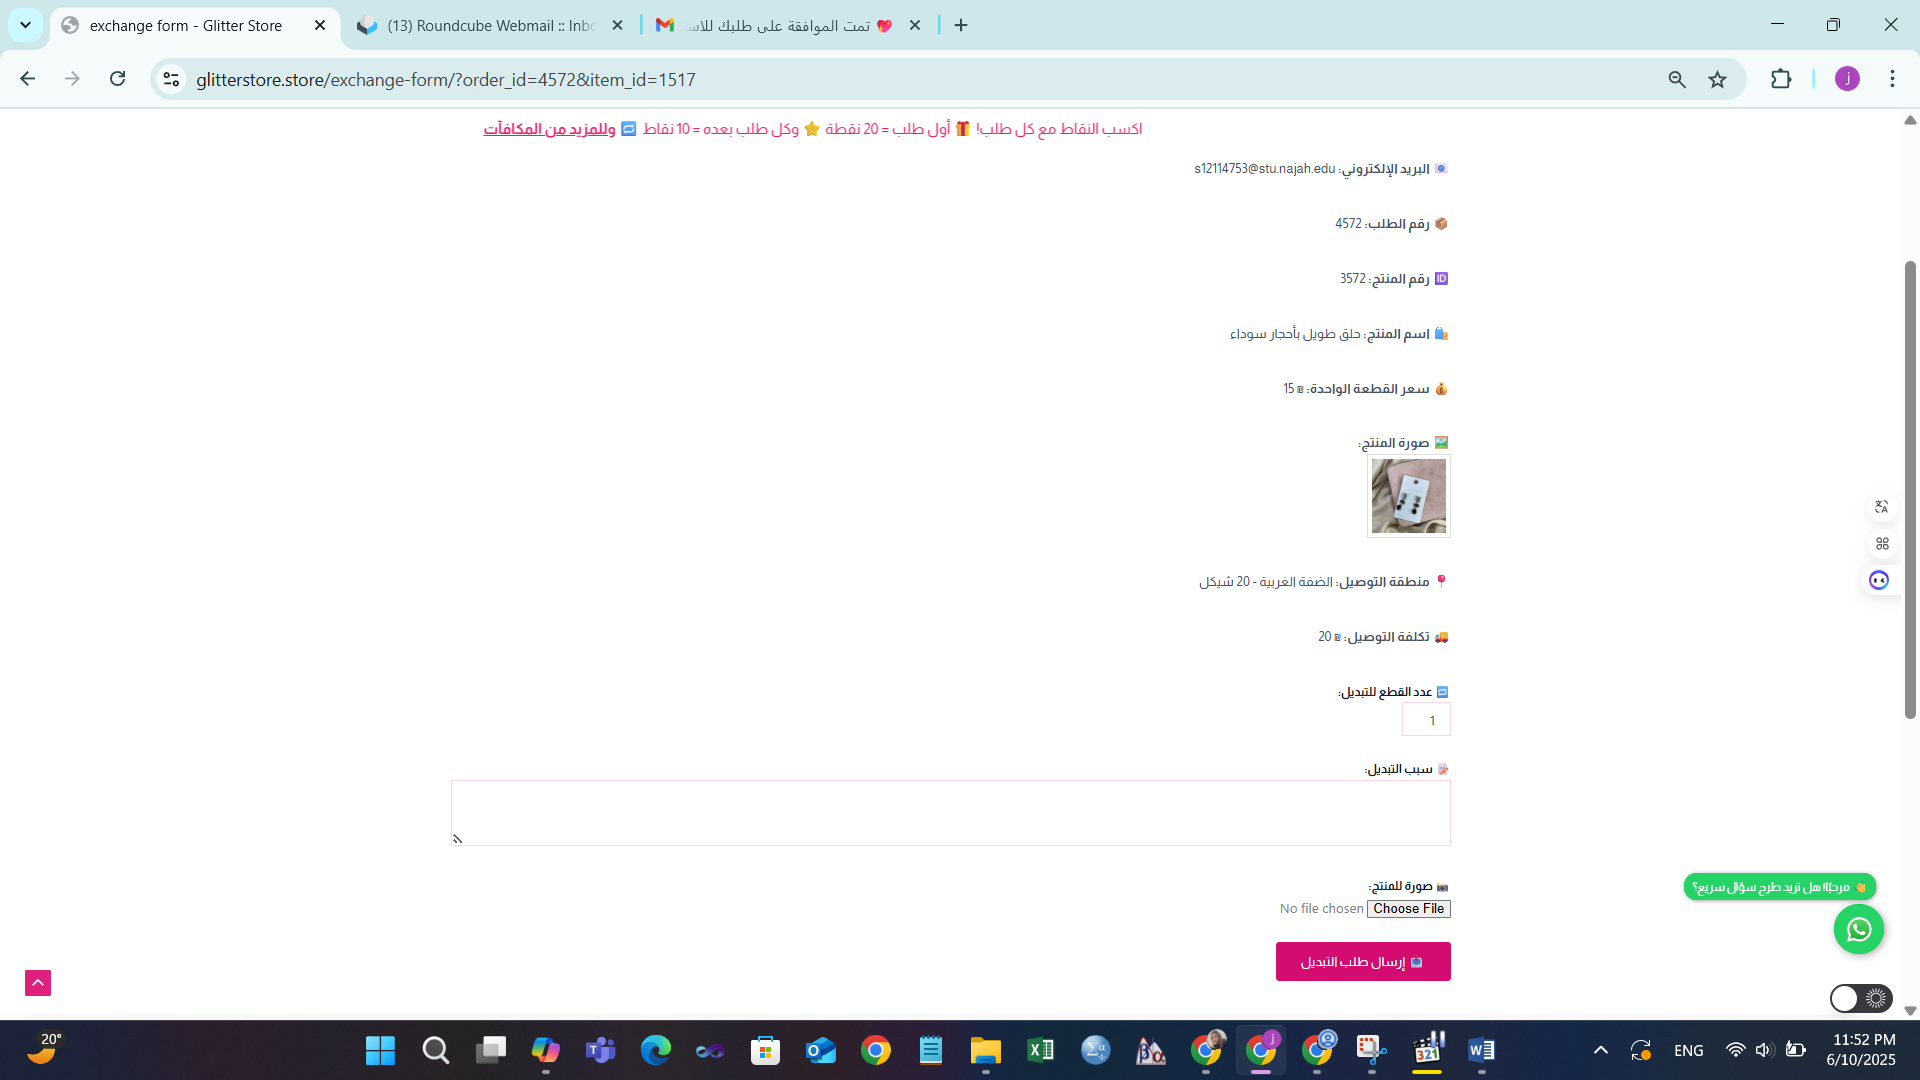 exchange form - Glitter Store
(13) Roundcube Webmail :: Inbo
💖 تمت الموافقة على طلبك للاس
glitterstore.store/exchange-form/?order_id=4572&item_id=1517
j
اكسب النقاط مع كل طلب! 🎁 أول طلب = 20 نقطة ⭐ وكل طلب بعده = 10 نقاط 🔁 وللمزيد من المكافآت
📧 البريد الإلكتروني: s12114753@stu.najah.edu
📦 رقم الطلب: 4572
🆔 رقم المنتج: 3572
🛍️ اسم المنتج: حلق طويل بأحجار سوداء
💰 سعر القطعة الواحدة: ₪ 15
🖼️ صورة المنتج:
📍 منطقة التوصيل: الضفة الغربية - 20 شيكل
🚚 تكلفة التوصيل: ₪ 20
🔁 عدد القطع للتبديل:
1
📝 سبب التبديل:
📷 صورة للمنتج:
Choose File No file chosen
👋 مرحبًا! هل تريد طرح سؤال سريع؟
📤 إرسال طلب التبديل
20°
ENG
11:52 PM
6/10/2025